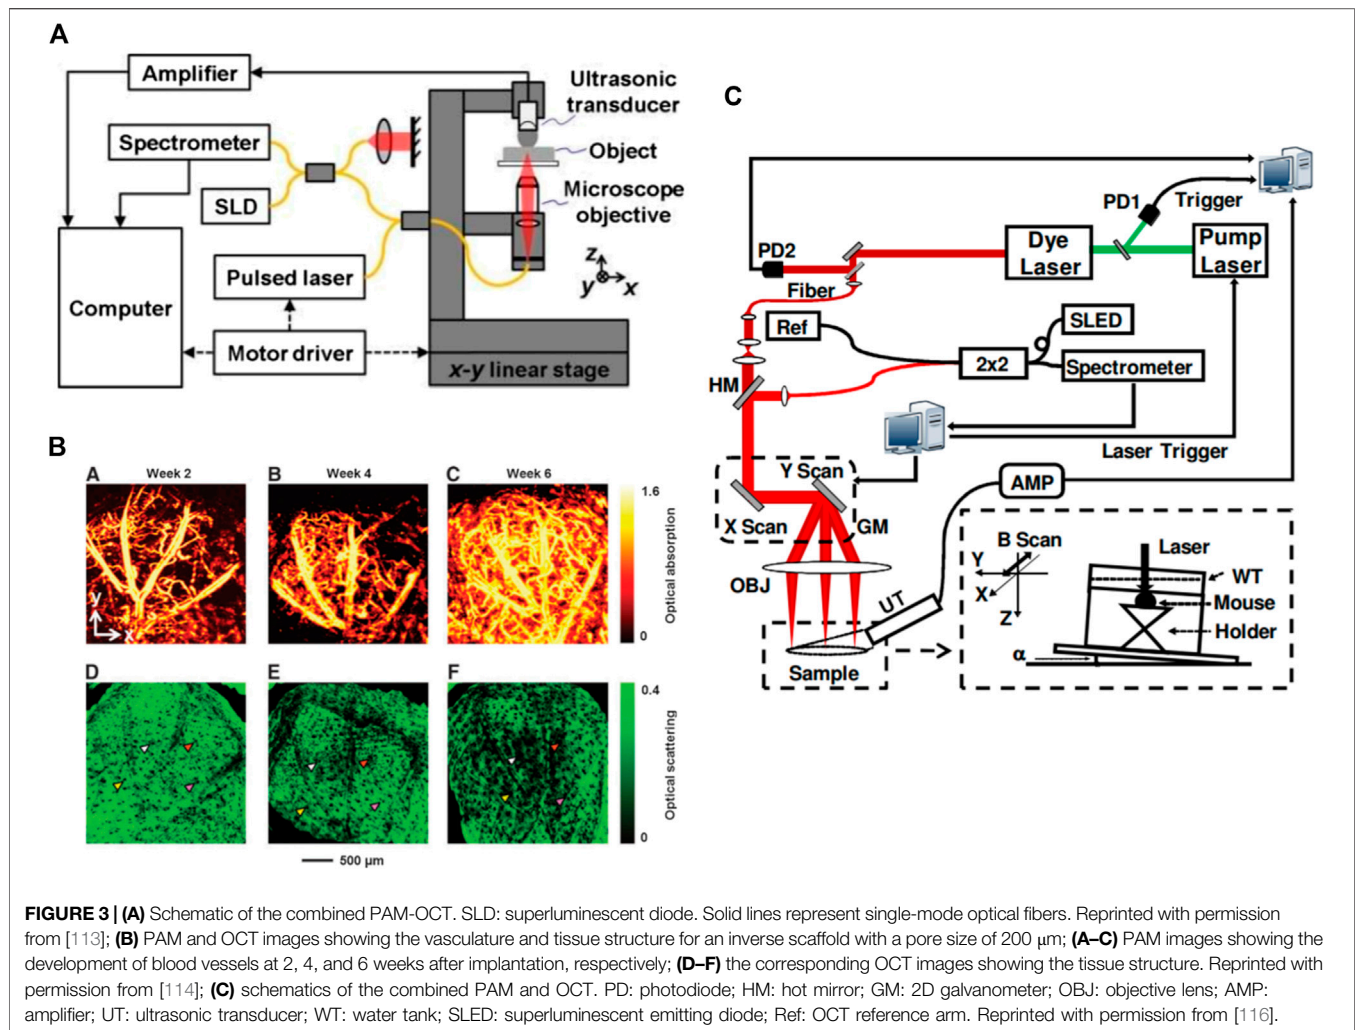 A
Amplifier
Ultrasonic
transducer
Spectrometer
Object
SLD
Microscope
objective
Pulsed laser
z
y
x
Computer
Motor driver
x-y linear stage
B
A
Week 2
B
Week 4
C
Week 6
1.6
Optical absorption
0
y
x
D
E
F
0.4
Optical scattering
0
500 μm
C
PD1
Trigger
PD2
Dye
Laser
Pump
Laser
Fiber
Ref
SLED
2x2
Spectrometer
HM
Laser Trigger
Y Scan
X Scan
GM
AMP
OBJ
UT
Sample
B Scan
Y
X
Z
Laser
WT
Mouse
Holder
α
FIGURE 3 | (A) Schematic of the combined PAM-OCT. SLD: superluminescent diode. Solid lines represent single-mode optical fibers. Reprinted with permission
from [113]; (B) PAM and OCT images showing the vasculature and tissue structure for an inverse scaffold with a pore size of 200 μm; (A–C) PAM images showing the
development of blood vessels at 2, 4, and 6 weeks after implantation, respectively; (D–F) the corresponding OCT images showing the tissue structure. Reprinted with
permission from [114]; (C) schematics of the combined PAM and OCT. PD: photodiode; HM: hot mirror; GM: 2D galvanometer; OBJ: objective lens; AMP:
amplifier; UT: ultrasonic transducer; WT: water tank; SLED: superluminescent emitting diode; Ref: OCT reference arm. Reprinted with permission from [116].